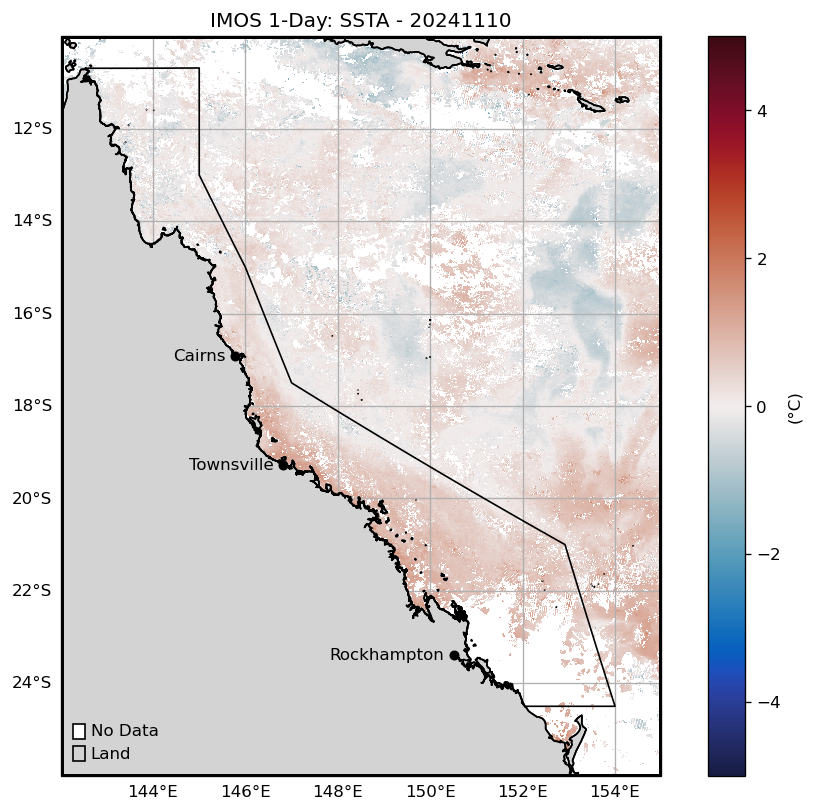 IMOS 1-Day: SSTA - 20241110
12°S
14°S
16°S
18°S
20°S
22°S
24°S
Cairns
Townsville
Rockhampton
No Data
Land
144°E 146°E 148°E 150°E 152°E 154°E
4
2
0
−2
−4
(°C)